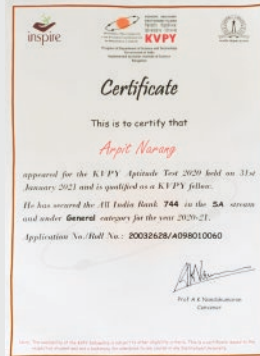 inspire
KVPY
Certificate
This is to certify that
Arpit Narang
appeared for the KVPY Aptitude Test 2020 held on 31st
January 2021 and is qualified as a KVPY fellow.
He has secured the All India Rank 744 in the SA stream
and under General category for the year 2020-21.
Application No./Roll No.: 20032628/A098010060
Prof A K Nandakumaran
Convener